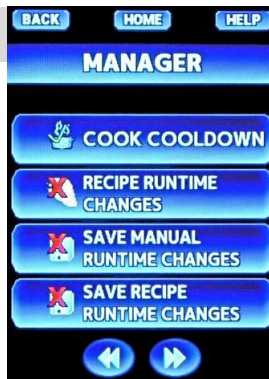 BACK HOME HELP
MANAGER
COOK COOLDOWN
RECIPE RUNTIME
CHANGES
SAVE MANUAL
RUNTIME CHANGES
SAVE RECIPE
RUNTIME CHANGES